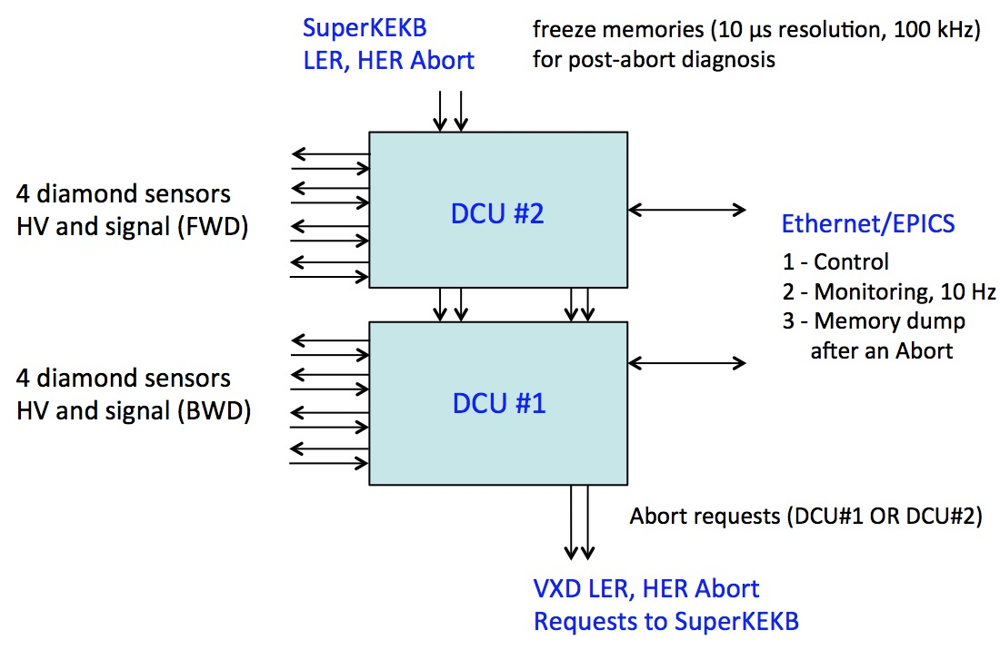 SuperKEKB
LER, HER Abort
freeze memories (10 μs resolution, 100 kHz)
for post-abort diagnosis
4 diamond sensors
HV and signal (FWD)
DCU #2
Ethernet/EPICS
1 - Control
2 - Monitoring, 10 Hz
3 - Memory dump
after an Abort
4 diamond sensors
HV and signal (BWD)
DCU #1
Abort requests (DCU#1 OR DCU#2)
VXD LER, HER Abort
Requests to SuperKEKB